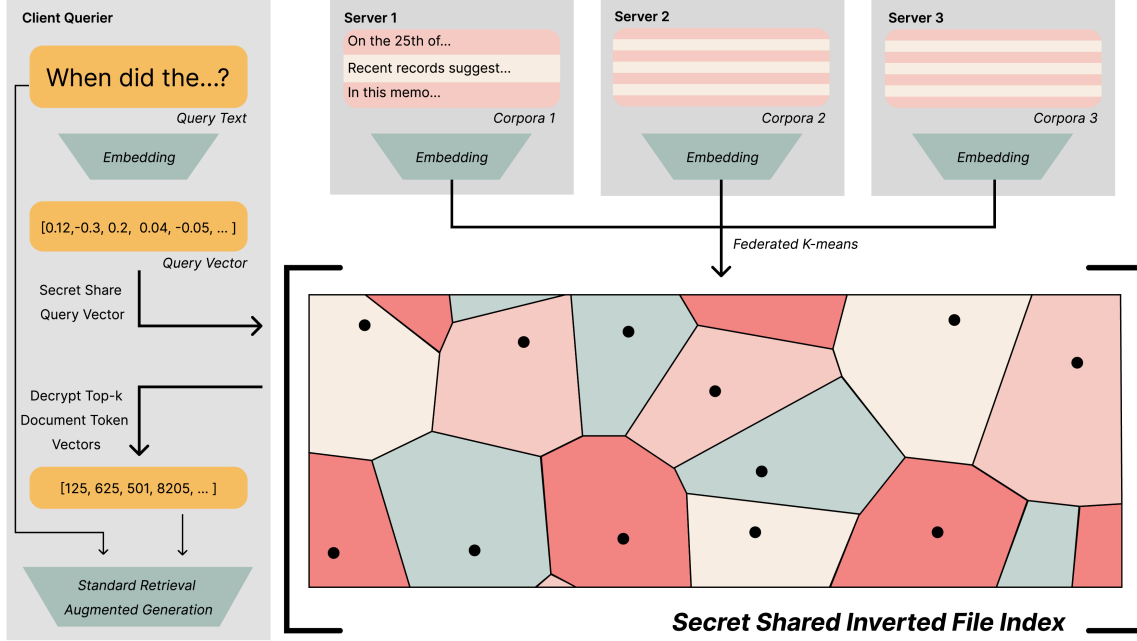 Client Querier
When did the...?
Query Text
Embedding
[0.12,-0.3, 0.2, 0.04, -0.05, ... ]
Query Vector
Secret Share
Query Vector
Decrypt Top-k
Document Token
Vectors
[125, 625, 501, 8205, ... ]
Standard Retrieval
Augmented Generation
Server 1
On the 25th of...
Recent records suggest...
In this memo...
Corpora 1
Embedding
Server 2
Corpora 2
Embedding
Server 3
Corpora 3
Embedding
Federated K-means
Secret Shared Inverted File Index